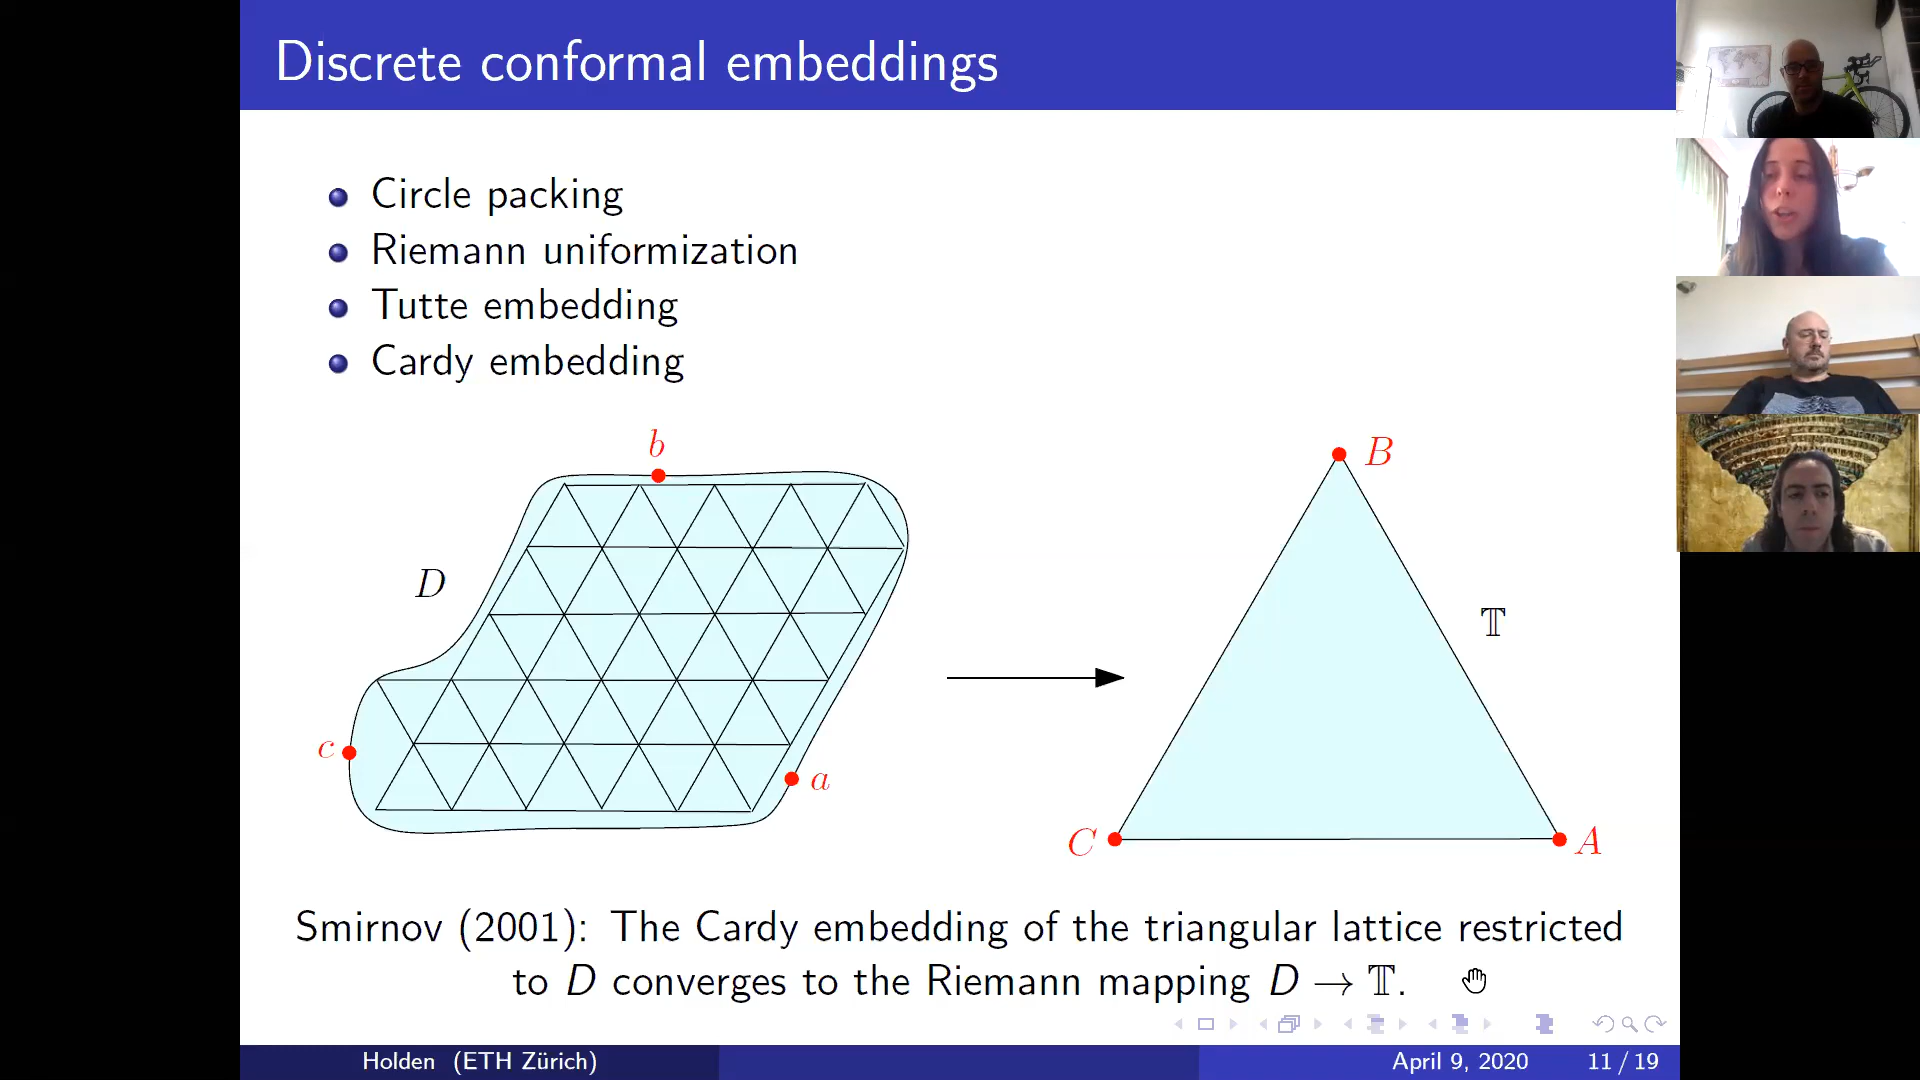 Discrete conformal embeddings
Circle packing
Riemann uniformization
Tutte embedding
Cardy embedding
b
B
D
𝕋
c
a
C
A
Smirnov (2001): The Cardy embedding of the triangular lattice restricted
to D converges to the Riemann mapping D → 𝕋.
Holden (ETH Zürich)
April 9, 2020
11 / 19